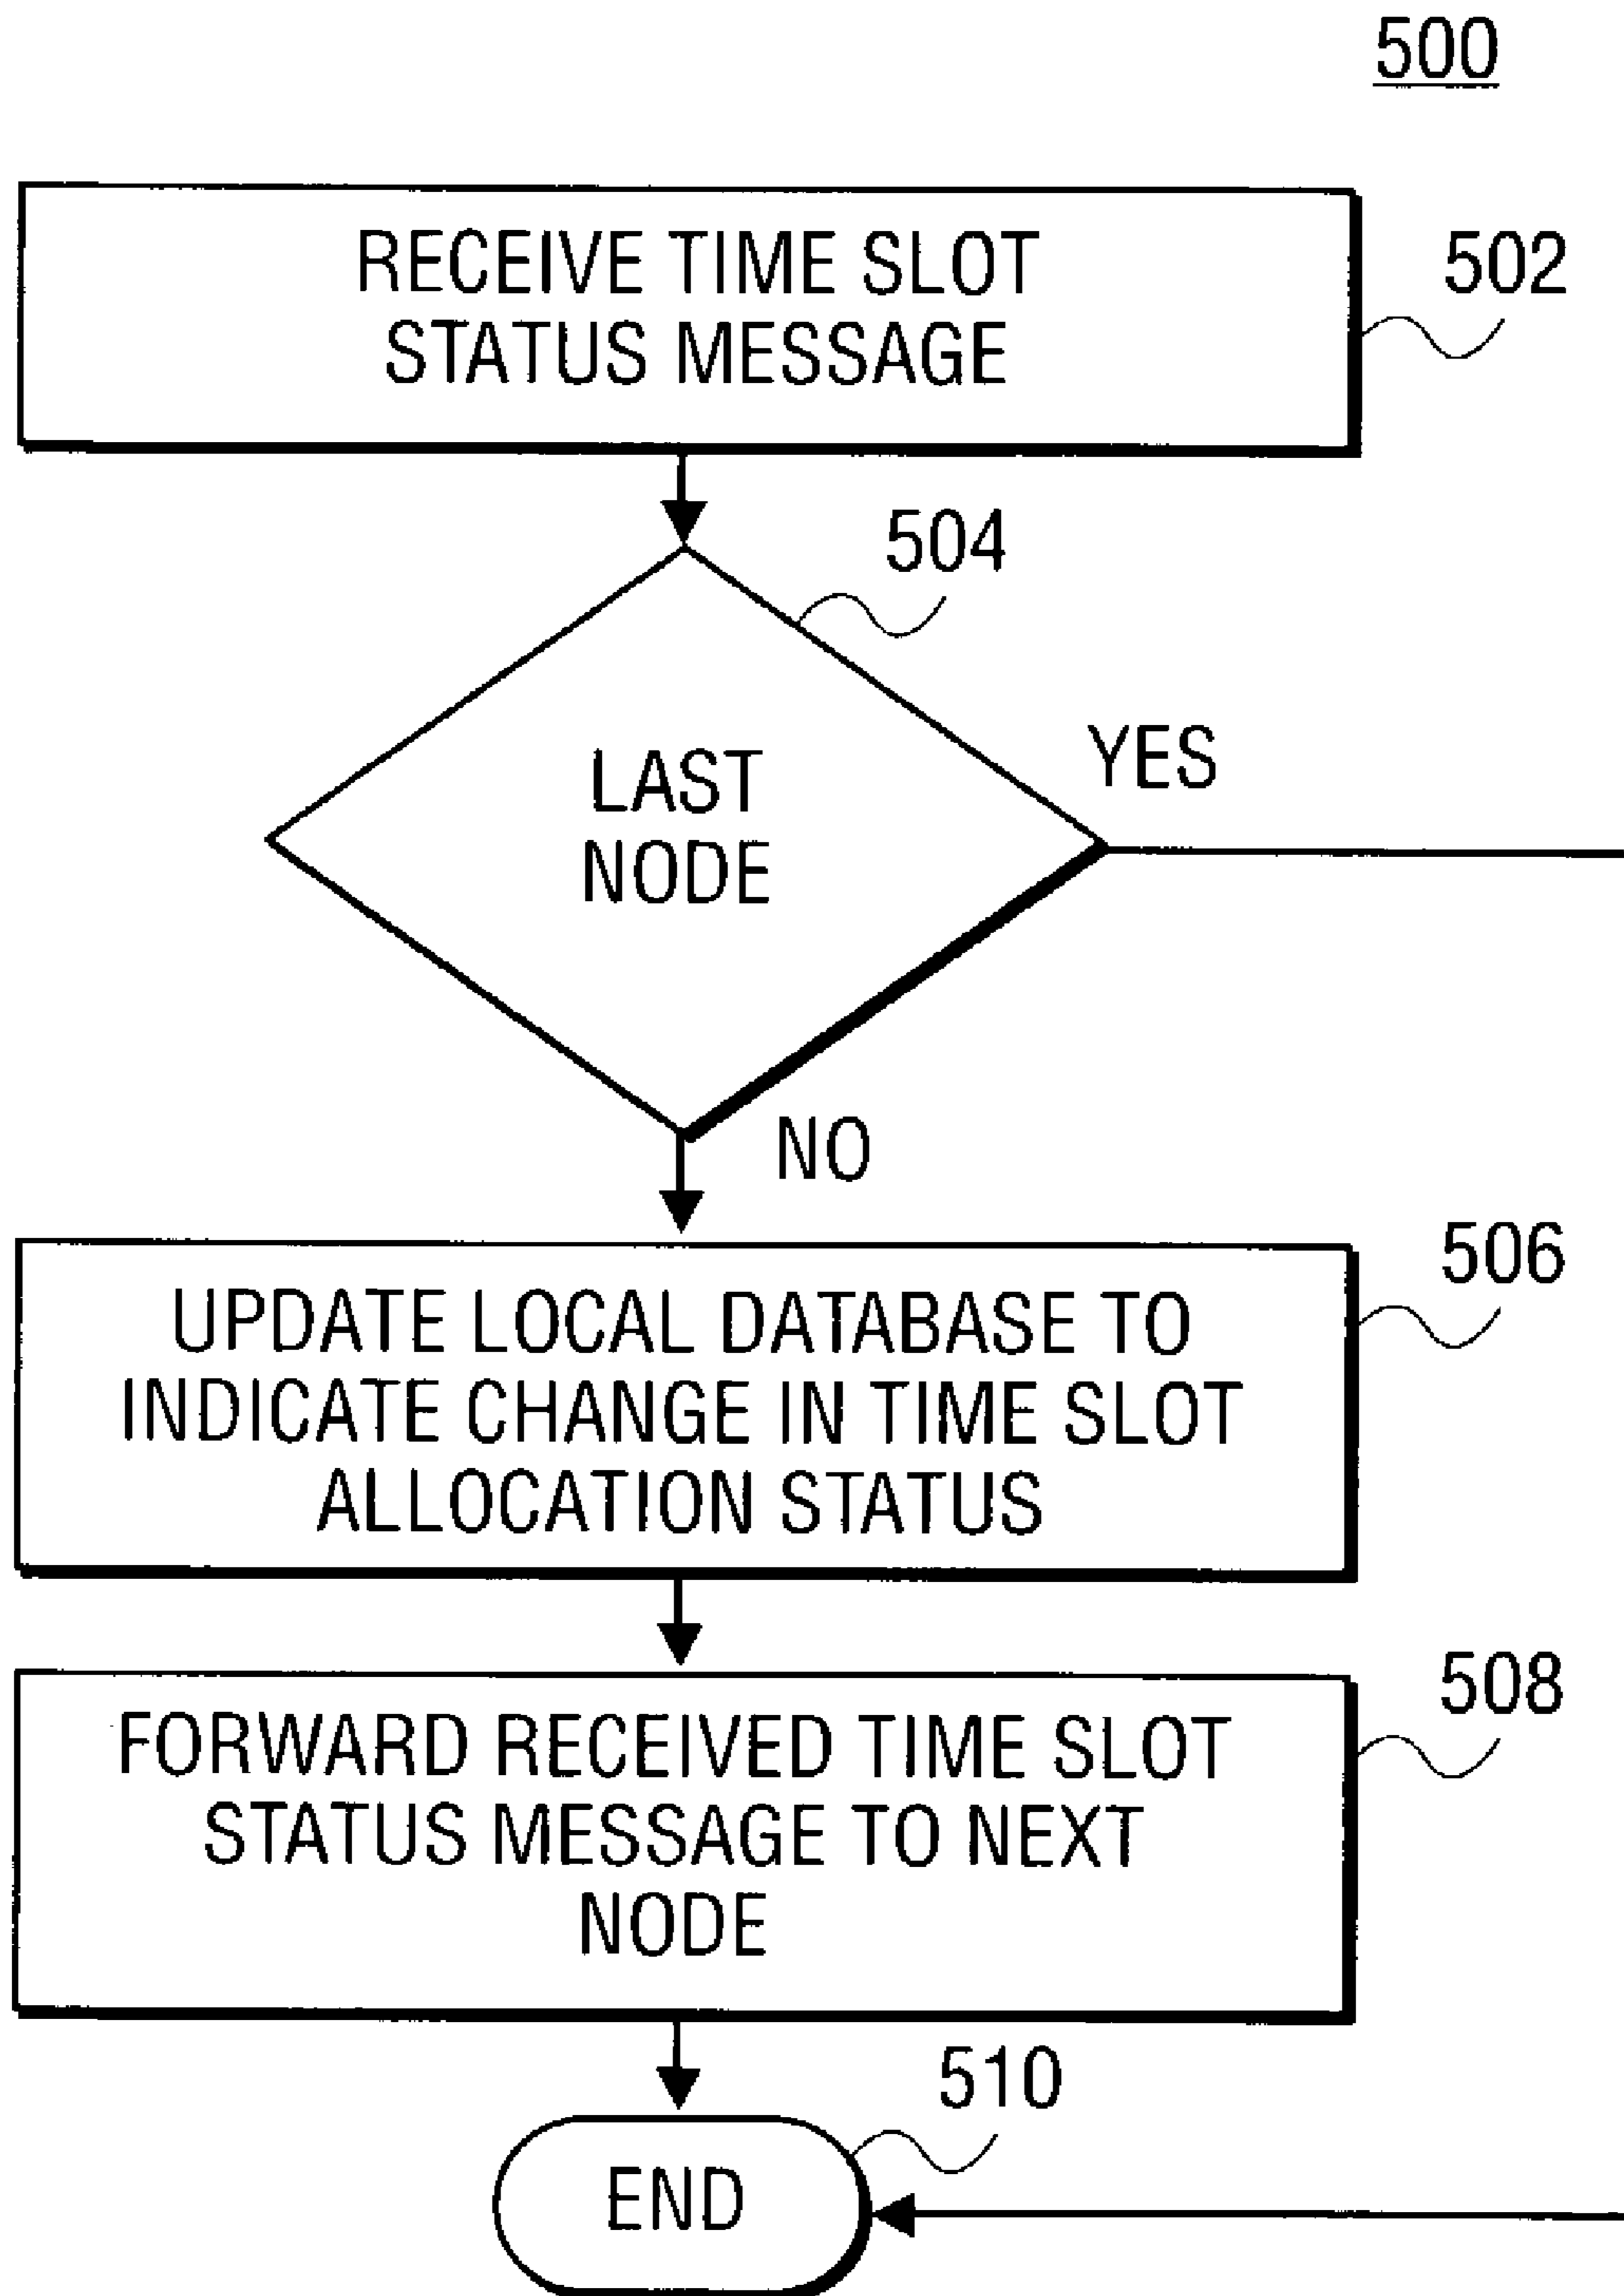 500
RECEIVE TIME SLOT
STATUS MESSAGE
502
504
LAST
NODE
YES
NO
UPDATE LOCAL DATABASE TO
INDICATE CHANGE IN TIME SLOT
ALLOCATION STATUS
506
FORWARD RECEIVED TIME SLOT
STATUS MESSAGE TO NEXT
NODE
508
510
END